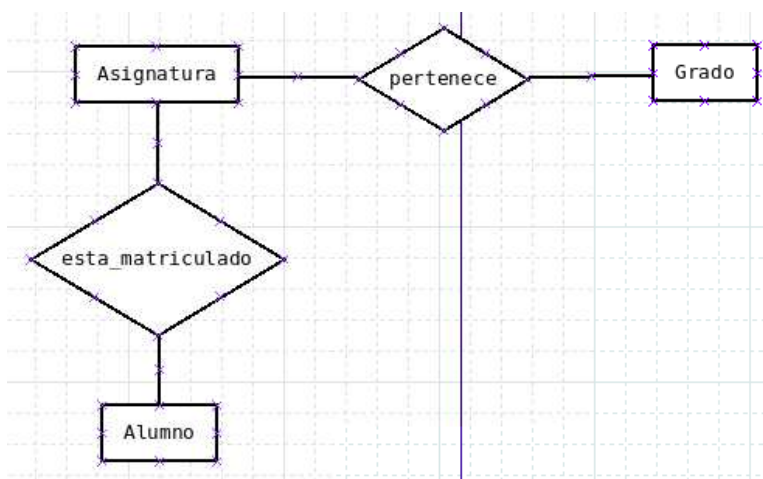 Asignatura
pertenece
Grado
esta_matriculado
Alumno